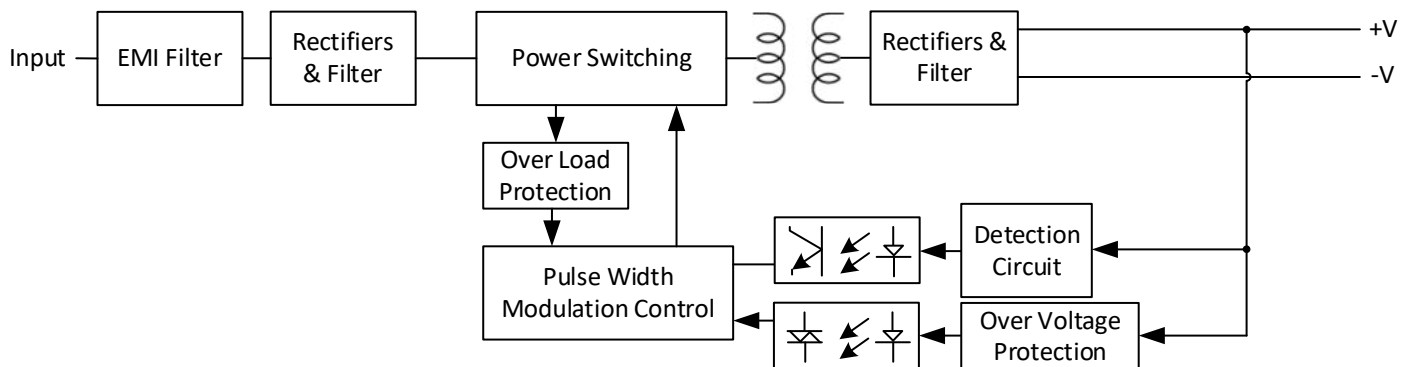 Input
EMI Filter
Rectifiers
& Filter
Power Switching
Rectifiers &
Filter
+V
-V
Over Load
Protection
Pulse Width
Modulation Control
Detection
Circuit
Over Voltage
Protection